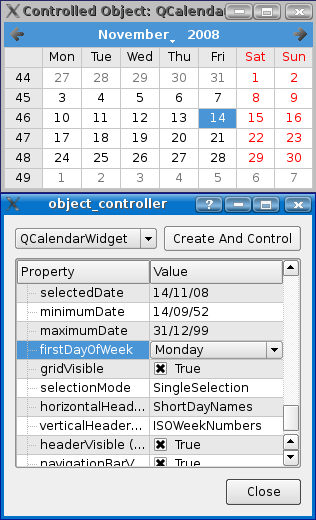 Controlled Object: QCalenda
November, 2008
Mon Tue Wed Thu Fri Sat Sun
44 27 28 29 30 31 1 2
45 3 4 5 6 7 8 9
46 10 11 12 13 14 15 16
47 17 18 19 20 21 22 23
48 24 25 26 27 28 29 30
49 1 2 3 4 5 6 7
object_controller
QCalendarWidget Create And Control
Property Value
selectedDate 14/11/08
minimumDate 14/09/52
maximumDate 31/12/99
firstDayOfWeek Monday
gridVisible True
selectionMode SingleSelection
horizontalHead... ShortDayNames
verticalHeader... ISOWeekNumbers
headerVisible (... True
navigationBarV... True
Close